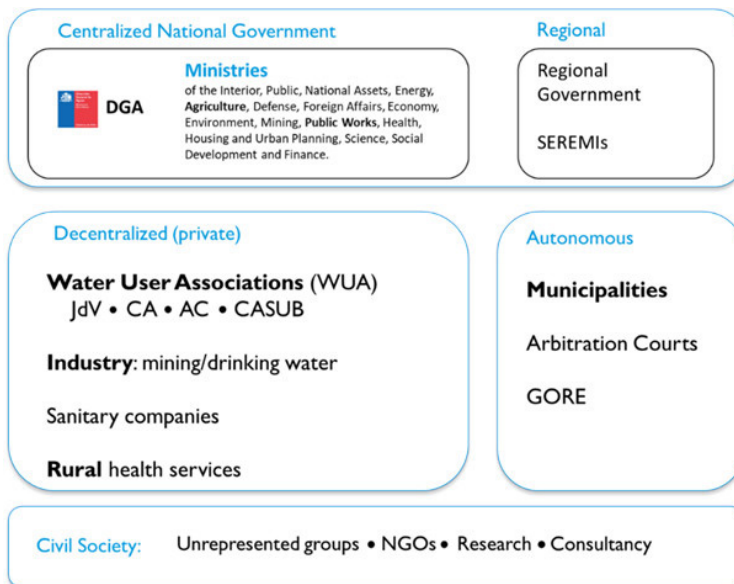 Centralized National Government
Regional
DGA
Ministries
of the Interior, Public, National Assets, Energy,
Agriculture, Defense, Foreign Affairs, Economy,
Environment, Mining, Public Works, Health,
Housing and Urban Planning, Science, Social
Development and Finance.
Regional
Government
SEREMIs
Decentralized (private)
Water User Associations (WUA)
JdV • CA • AC • CASUB
Industry: mining/drinking water
Sanitary companies
Rural health services
Autonomous
Municipalities
Arbitration Courts
GORE
Civil Society: Unrepresented groups • NGOs • Research • Consultancy